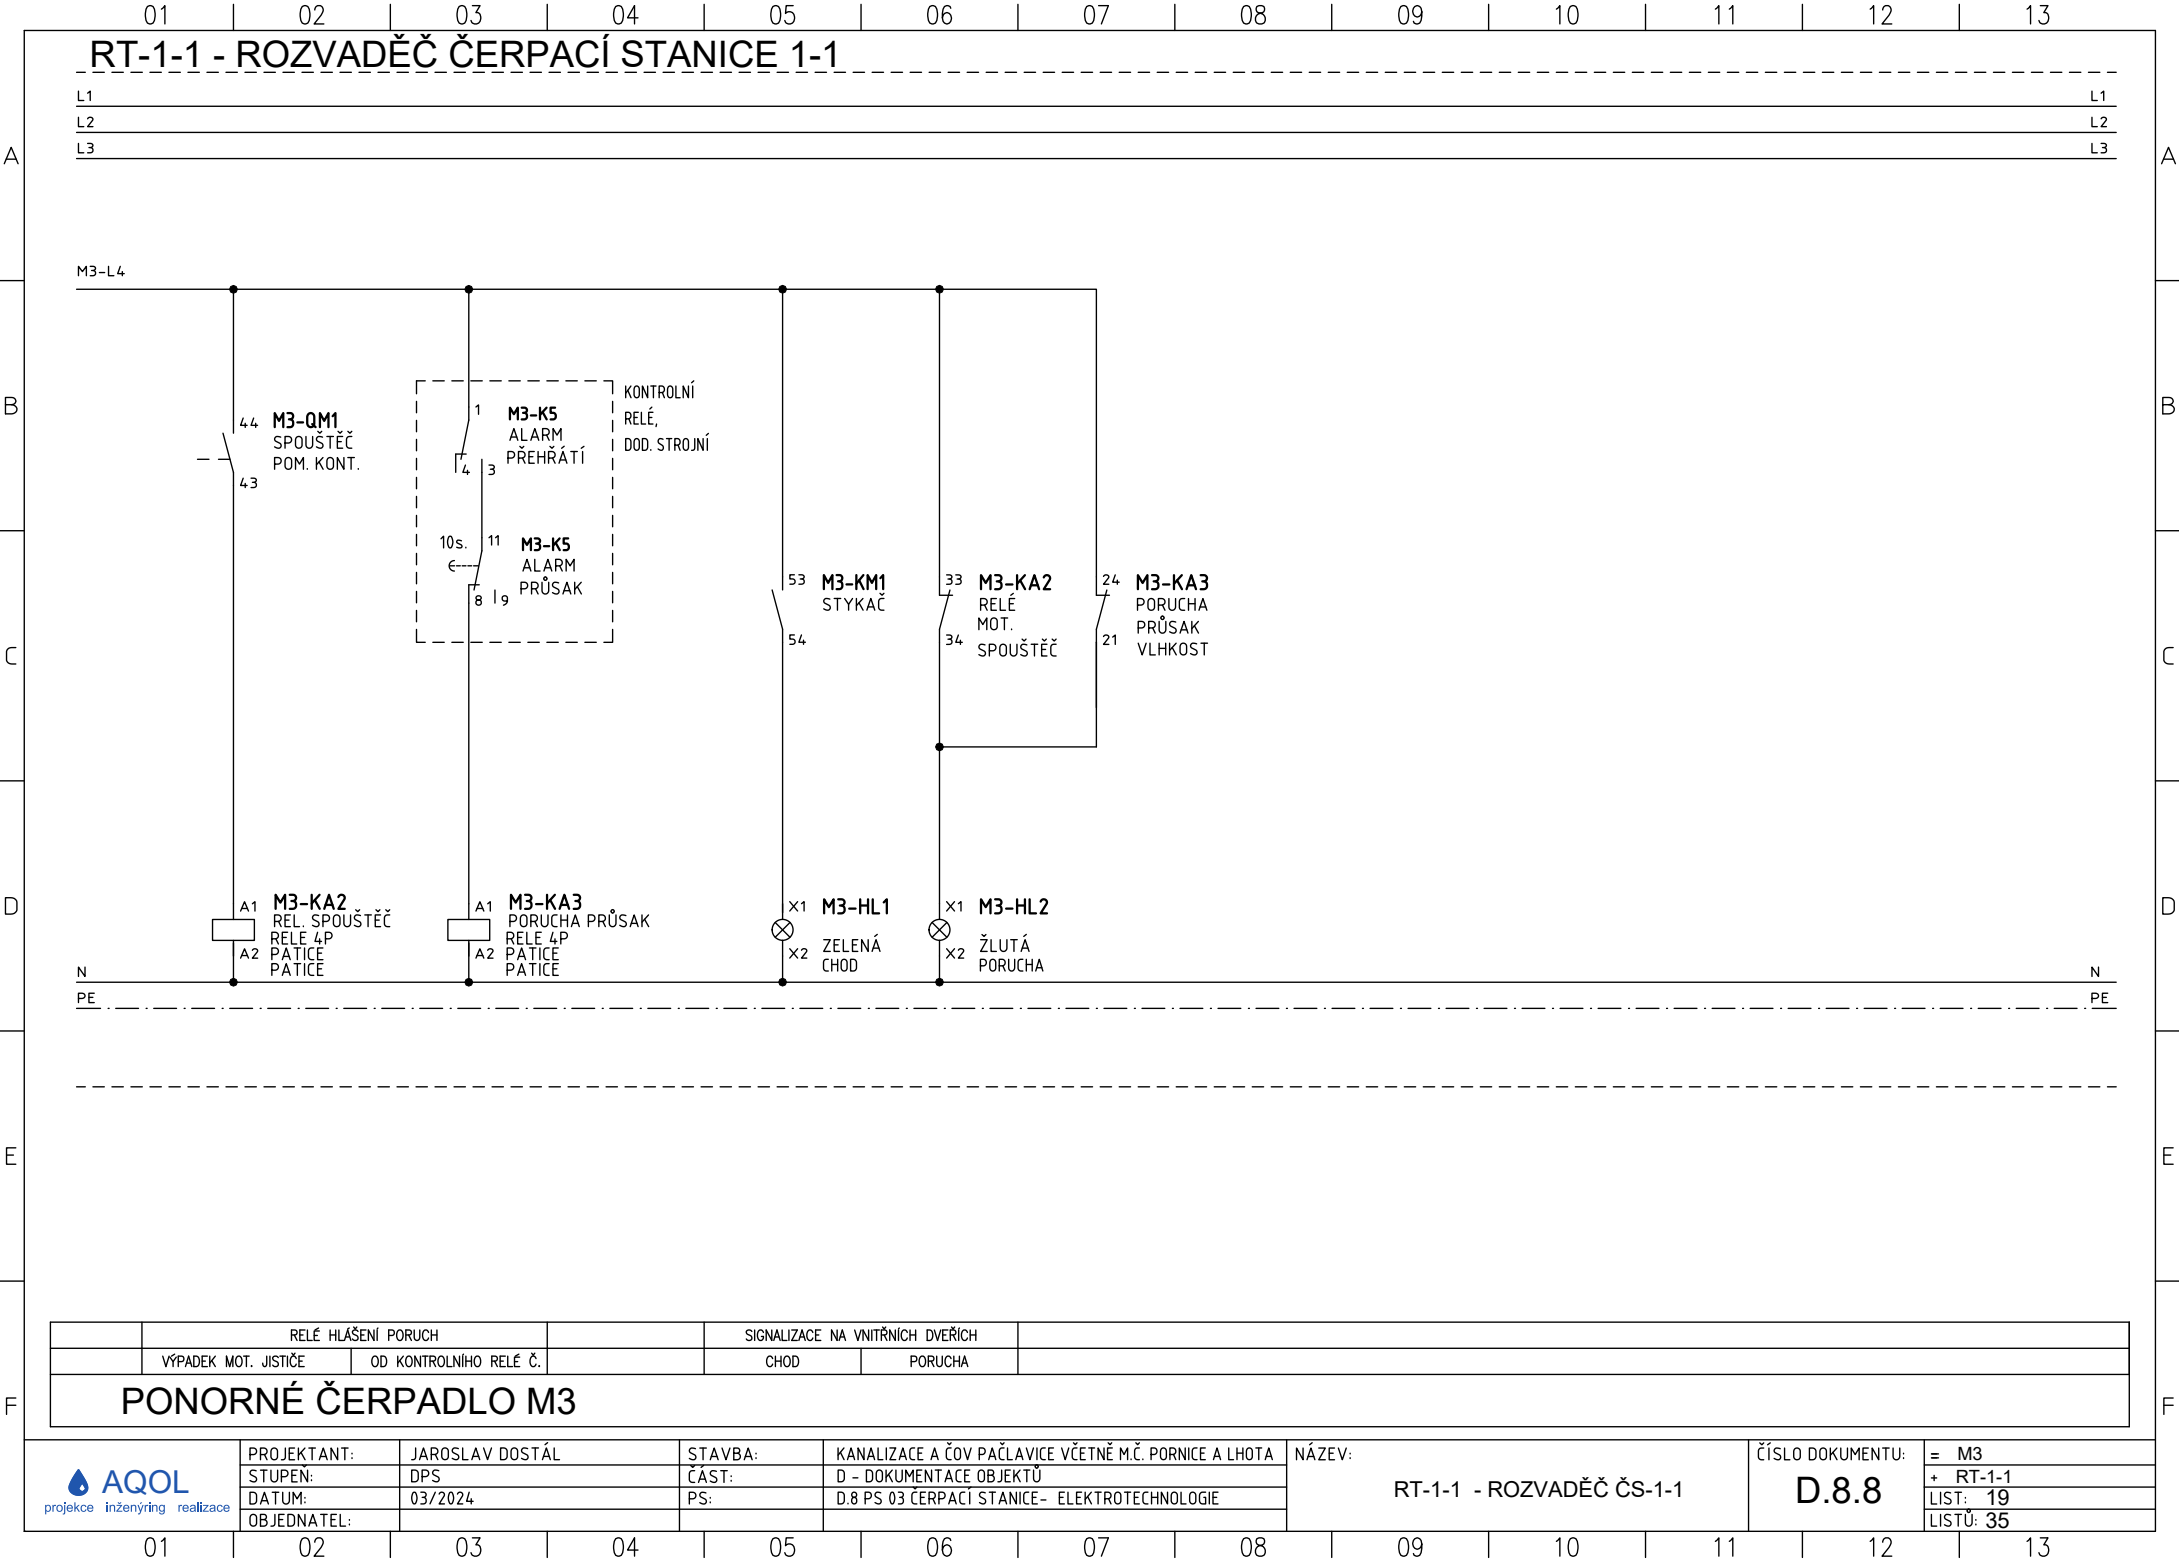 01 02 03 04 05 06 07 08 09 10 11 12 13
RT-1-1 - ROZVADĚČ ČERPACÍ STANICE 1-1
L1 L1
L2 L2
L3 L3
A A
M3-L4
B B
44 M3-QM1
SPOUŠTĚČ
POM. KONT.
43
1 M3-K5
ALARM
PŘEHŘÁTÍ
4 3
KONTROLNÍ
RELÉ,
DOD. STROJNÍ
10s. 11 M3-K5
ALARM
PRŮSAK
8 9
53 M3-KM1
STYKAČ
54
33 M3-KA2
RELÉ
MOT.
34 SPOUŠTĚČ
24 M3-KA3
PORUCHA
PRŮSAK
21 VLHKOST
C C
D D
A1 M3-KA2
REL. SPOUŠTĚČ
RELE 4P
A2 PATICE
PATICE
A1 M3-KA3
PORUCHA PRŮSAK
RELE 4P
A2 PATICE
PATICE
X1 M3-HL1
ZELENÁ
X2 CHOD
X1 M3-HL2
ŽLUTÁ
X2 PORUCHA
N N
PE PE
E E
RELÉ HLÁŠENÍ PORUCH SIGNALIZACE NA VNITŘNÍCH DVEŘÍCH
VÝPADEK MOT. JISTIČE OD KONTROLNÍHO RELÉ Č. CHOD PORUCHA
F F
PONORNÉ ČERPADLO M3
AQOL
projekce inženýring realizace
PROJEKTANT: JAROSLAV DOSTÁL
STUPEŇ: DPS
DATUM: 03/2024
OBJEDNATEL:
STAVBA: KANALIZACE A ČOV PAČLAVICE VČETNĚ M.Č. PORNICE A LHOTA
ČÁST: D - DOKUMENTACE OBJEKTŮ
PS: D.8 PS 03 ČERPACÍ STANICE- ELEKTROTECHNOLOGIE
NÁZEV:
RT-1-1 - ROZVADĚČ ČS-1-1
ČÍSLO DOKUMENTU:
D.8.8
= M3
+ RT-1-1
LIST: 19
LISTŮ: 35
01 02 03 04 05 06 07 08 09 10 11 12 13